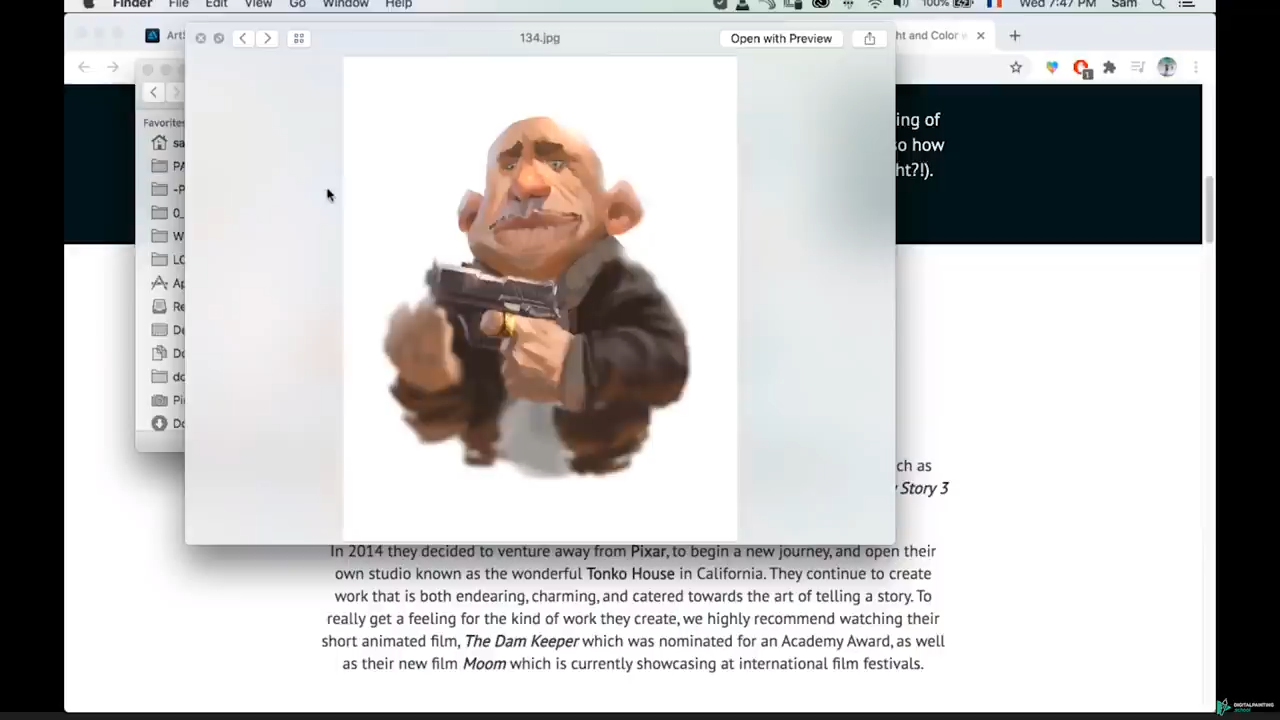 Finder File Edit View Go Window Help 100% Wed 7:47 PM Sam
134.jpg
Open with Preview
ht and Color
1
Favorites
ing of
so how
ht?!).
ch as
Story 3
In 2014 they decided to venture away from Pixar, to begin a new journey, and open their
own studio known as the wonderful Tonko House in California. They continue to create
work that is both endearing, charming, and catered towards the art of telling a story. To
really get a feeling for the kind of work they create, we highly recommend watching their
short animated film, The Dam Keeper which was nominated for an Academy Award, as well
as their new film Moom which is currently showcasing at international film festivals.
DIGITALPAINTING